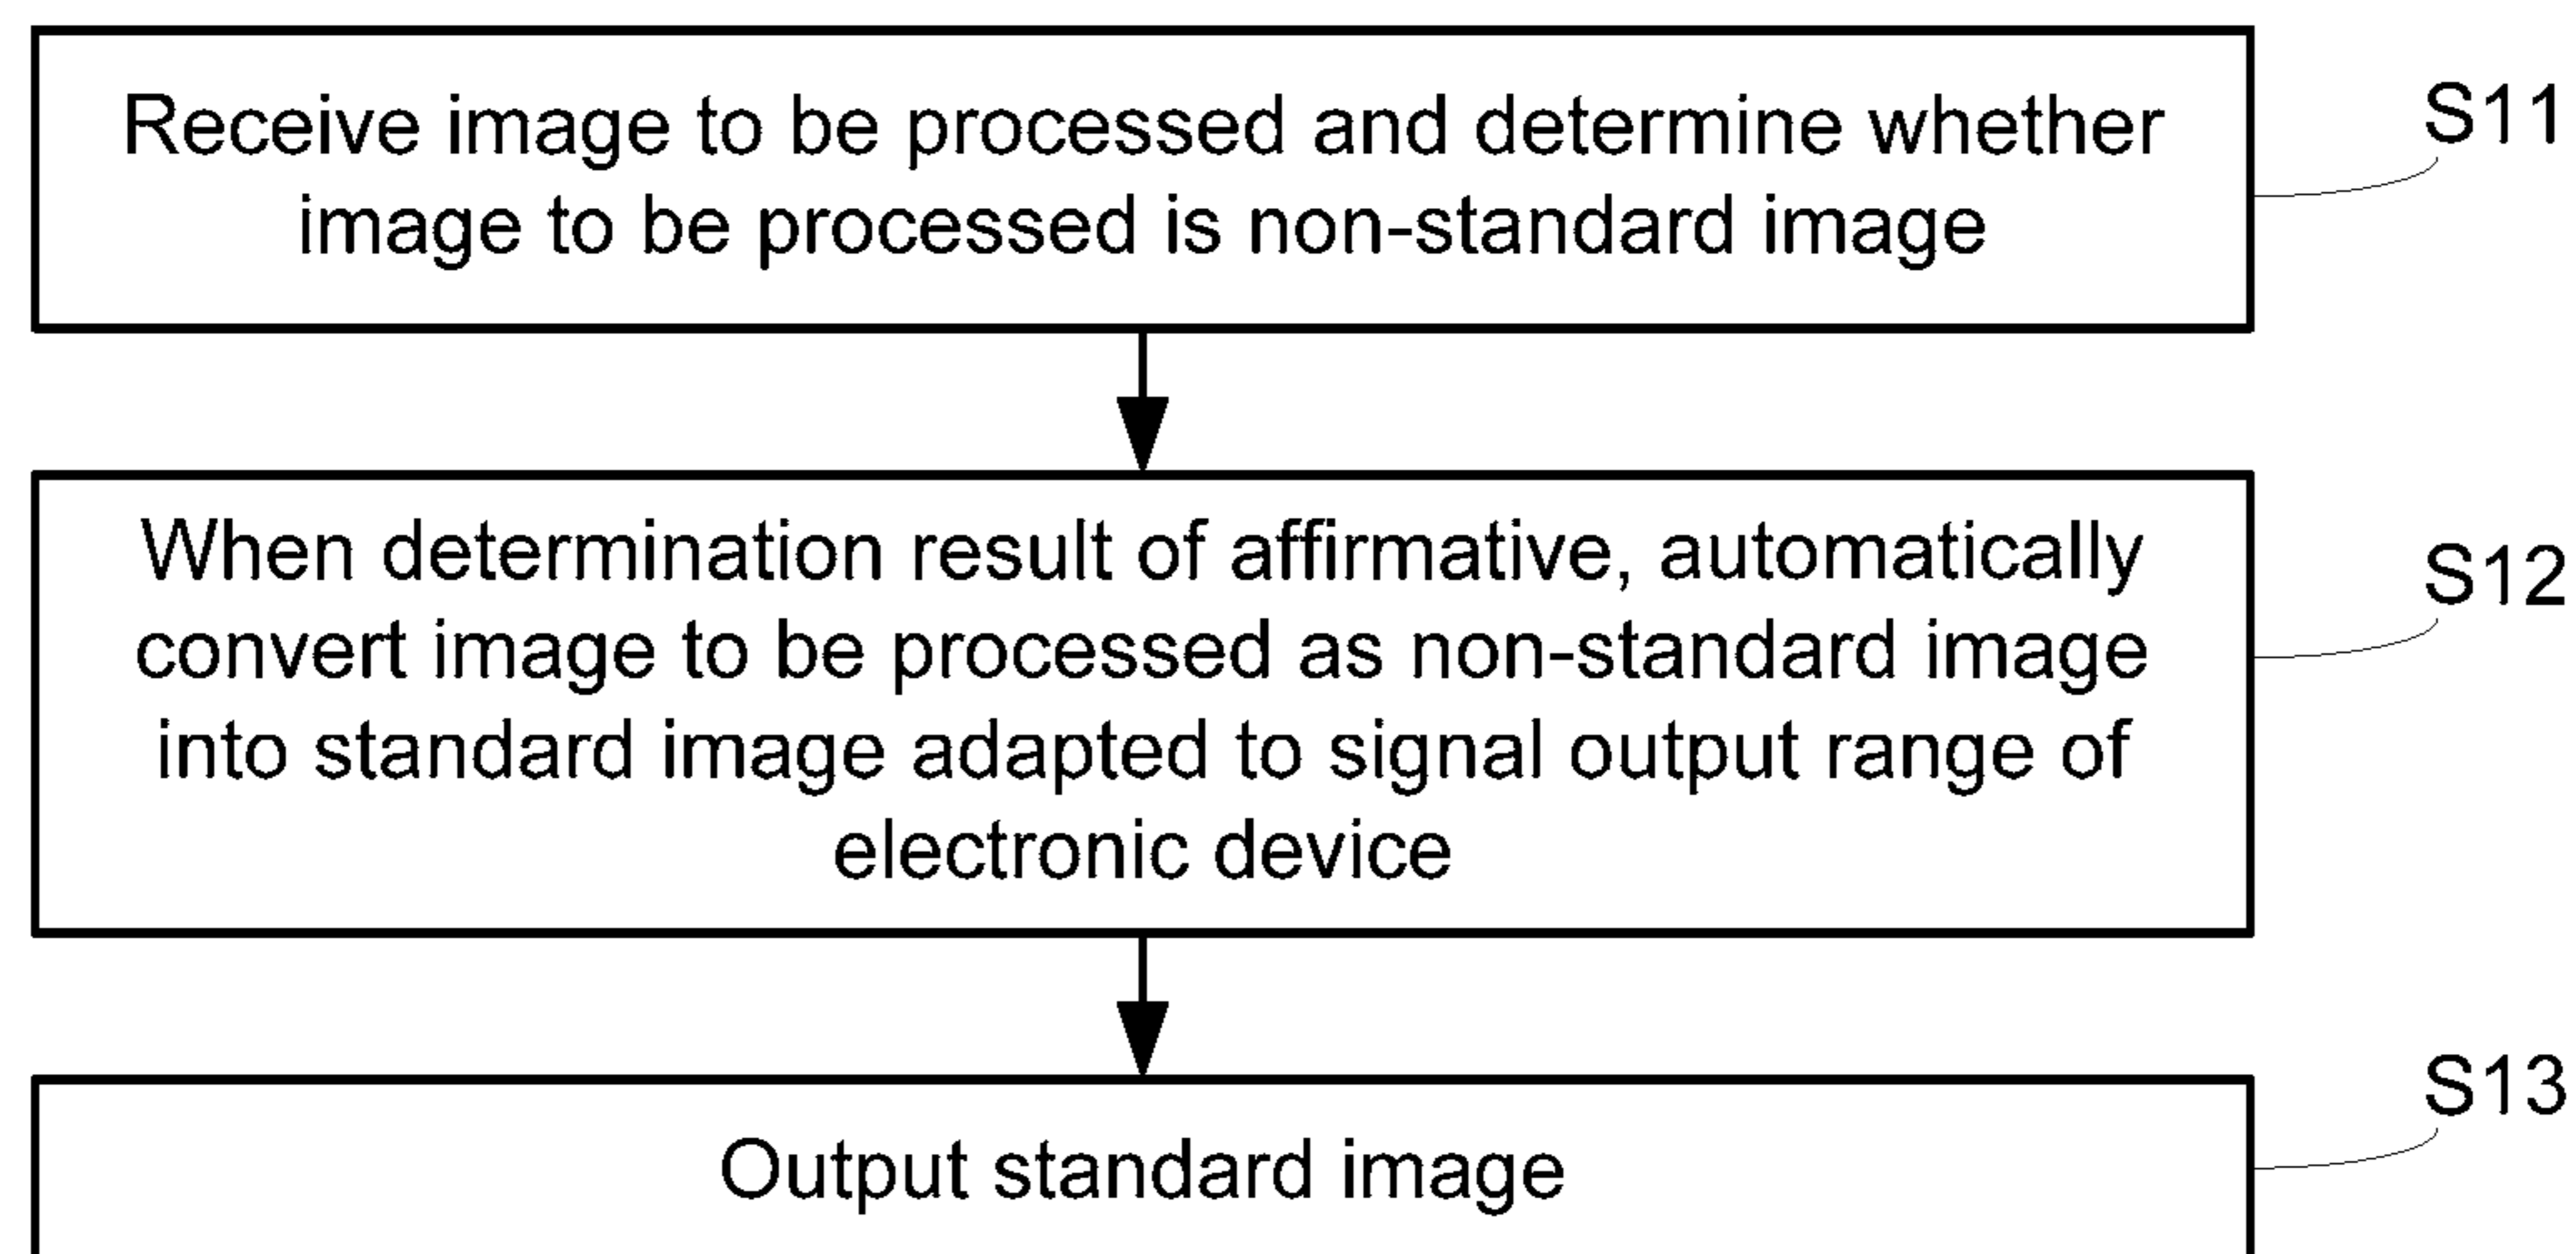 Receive image to be processed and determine whether
image to be processed is non-standard image
S11
When determination result of affirmative, automatically
convert image to be processed as non-standard image
into standard image adapted to signal output range of
electronic device
S12
Output standard image
S13